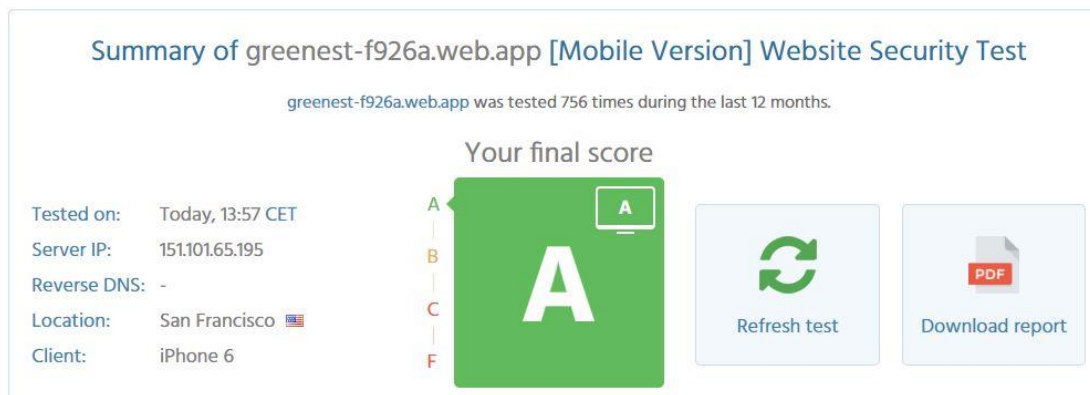 Summary of greenest-f926a.web.app [Mobile Version] Website Security Test
greenest-f926a.web.app was tested 756 times during the last 12 months.
Your final score
Tested on: Today, 13:57 CET
Server IP: 151.101.65.195
Reverse DNS: -
Location: San Francisco
Client: iPhone 6
A
B
C
F
A
A
Refresh test
PDF
Download report